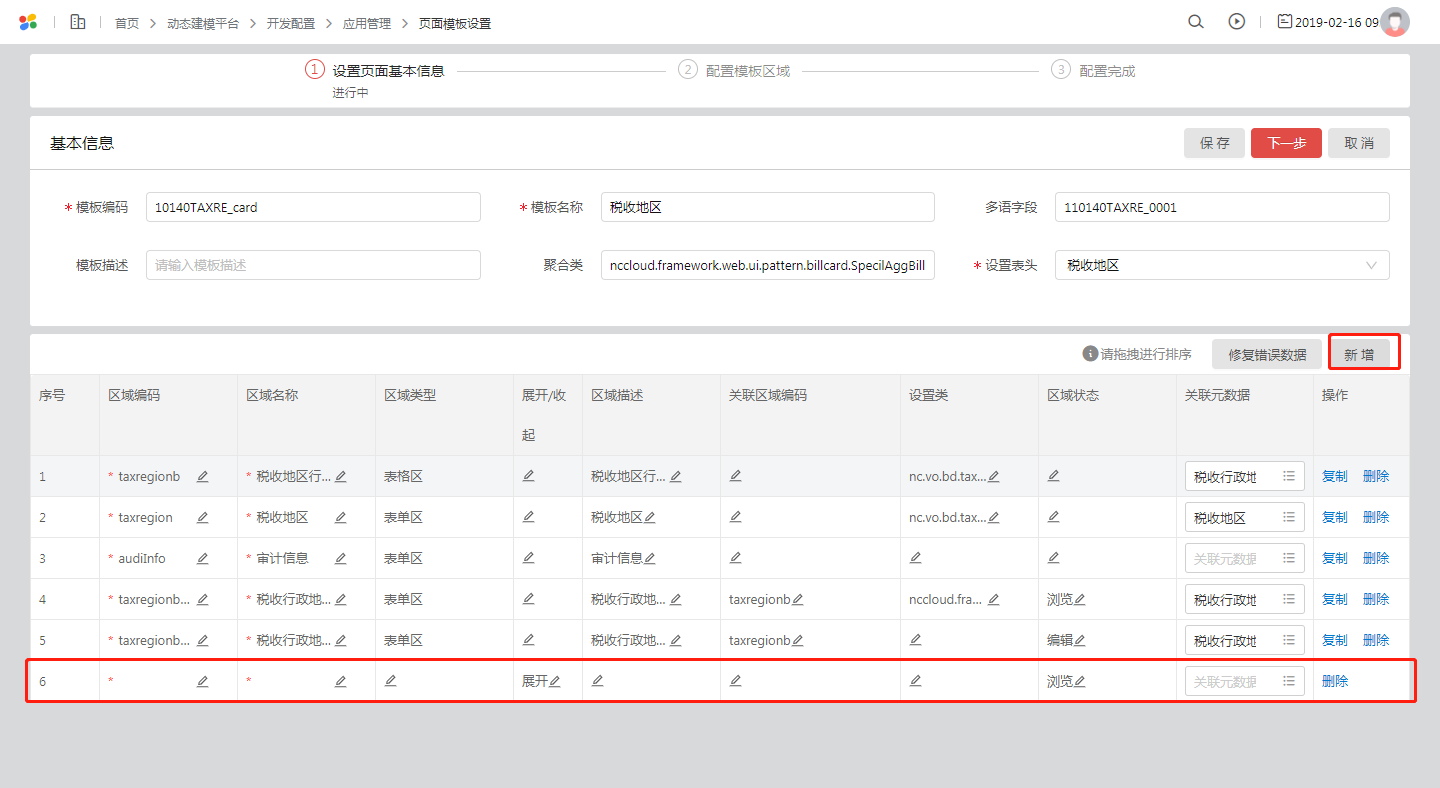 首页 > 动态建模平台 > 开发配置 > 应用管理 > 页面模板设置 2019-02-16 09
1 设置页面基本信息 2 配置模板区域 3 配置完成
进行中
基本信息 保存 下一步 取消
* 模板编码 10140TAXRE_card * 模板名称 税收地区 多语字段 110140TAXRE_0001
模板描述 请输入模板描述 聚合类 nccloud.framework.web.ui.pattern.billcard.SpecilAggBill * 设置表头 税收地区
请拖拽进行排序 修复错误数据 新增
序号 区域编码 区域名称 区域类型 展开/收起 区域描述 关联区域编码 设置类 区域状态 关联元数据 操作
1 * taxregionb * 税收地区行... 表格区 税收地区行... nc.vo.bd.tax... 税收行政地 复制 删除
2 * taxregion * 税收地区 表单区 税收地区 nc.vo.bd.tax... 税收地区 复制 删除
3 * audiInfo * 审计信息 表单区 审计信息 关联元数据 复制 删除
4 * taxregionb... * 税收行政地... 表单区 税收行政地... taxregionb nccloud.fra... 浏览 税收行政地 复制 删除
5 * taxregionb... * 税收行政地... 表单区 税收行政地... taxregionb 编辑 税收行政地 复制 删除
6 * * 展开 浏览 关联元数据 删除